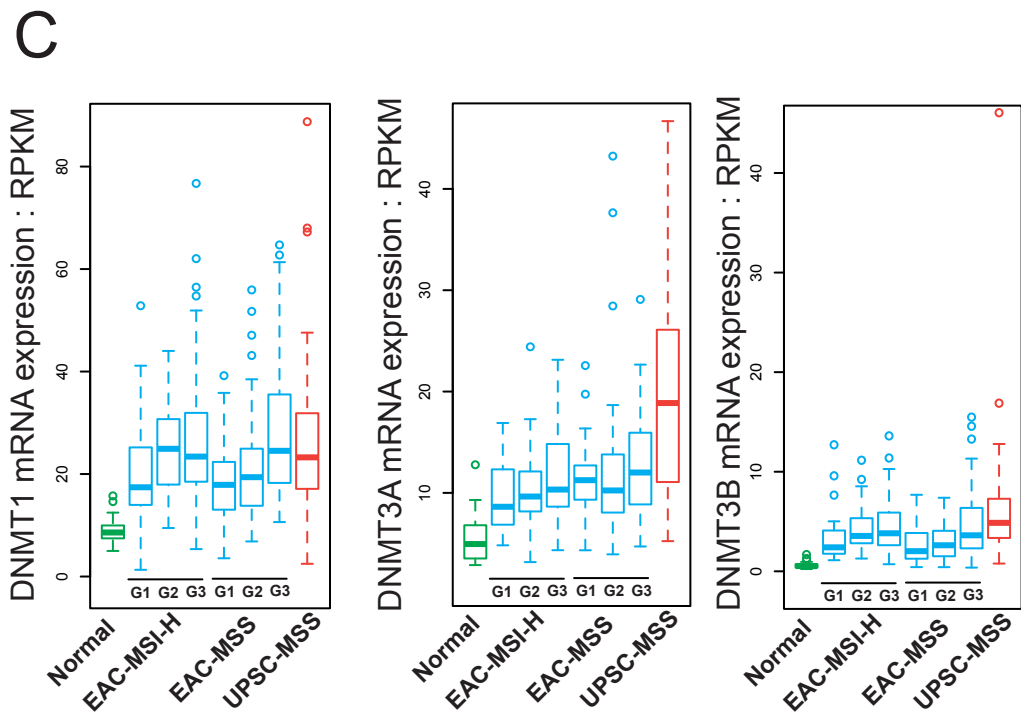 C
DNMT1 mRNA expression : RPKM
80
60
40
20
0
G1 G2 G3 G1 G2 G3
Normal
EAC-MSI-H
EAC-MSS
UPSC-MSS
DNMT3A mRNA expression : RPKM
40
30
20
10
G1 G2 G3 G1 G2 G3
Normal
EAC-MSI-H
EAC-MSS
UPSC-MSS
DNMT3B mRNA expression : RPKM
40
30
20
10
0
G1 G2 G3 G1 G2 G3
Normal
EAC-MSI-H
EAC-MSS
UPSC-MSS